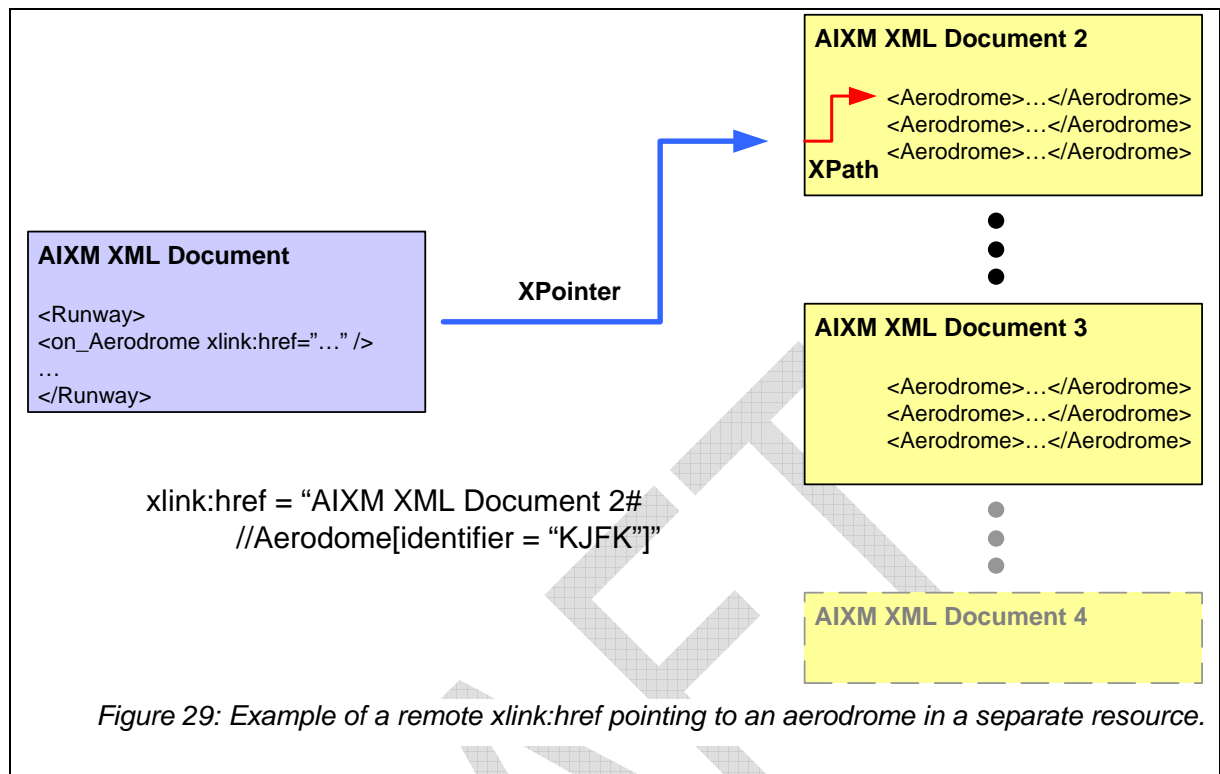 AIXM XML Document 2
<Aerodrome>…</Aerodrome>
<Aerodrome>…</Aerodrome>
<Aerodrome>…</Aerodrome>
XPath
AIXM XML Document
<Runway>
<on_Aerodrome xlink:href="…" />
…
</Runway>
XPointer
AIXM XML Document 3
<Aerodrome>…</Aerodrome>
<Aerodrome>…</Aerodrome>
<Aerodrome>…</Aerodrome>
xlink:href = “AIXM XML Document 2#
//Aerodome[identifier = “KJFK”]”
AIXM XML Document 4
Figure 29: Example of a remote xlink:href pointing to an aerodrome in a separate resource.